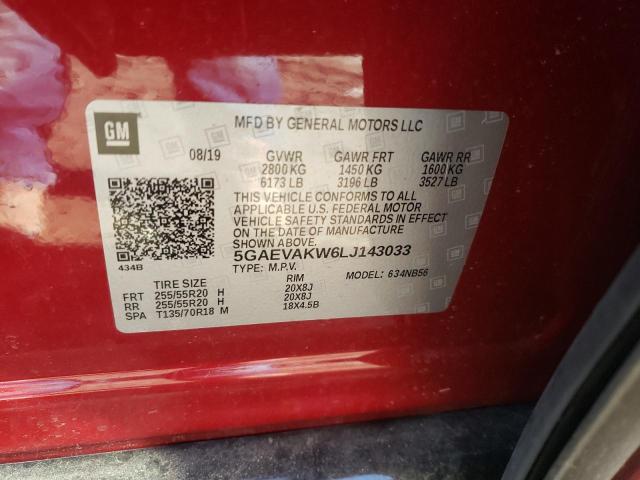 GM
MFD BY GENERAL MOTORS LLC
08/19 GVWR GAWR FRT GAWR RR
2800 KG 1450 KG 1600 KG
6173 LB 3196 LB 3527 LB
THIS VEHICLE CONFORMS TO ALL
APPLICABLE U.S. FEDERAL MOTOR
VEHICLE SAFETY STANDARDS IN EFFECT
ON THE DATE OF MANUFACTURE
SHOWN ABOVE.
434B 5GAEVAKW6LJ143033
TYPE: M.P.V. MODEL: 634NB56
TIRE SIZE RIM
FRT 255/55R20 H 20X8J
RR 255/55R20 H 20X8J
SPA T135/70R18 M 18X4.5B